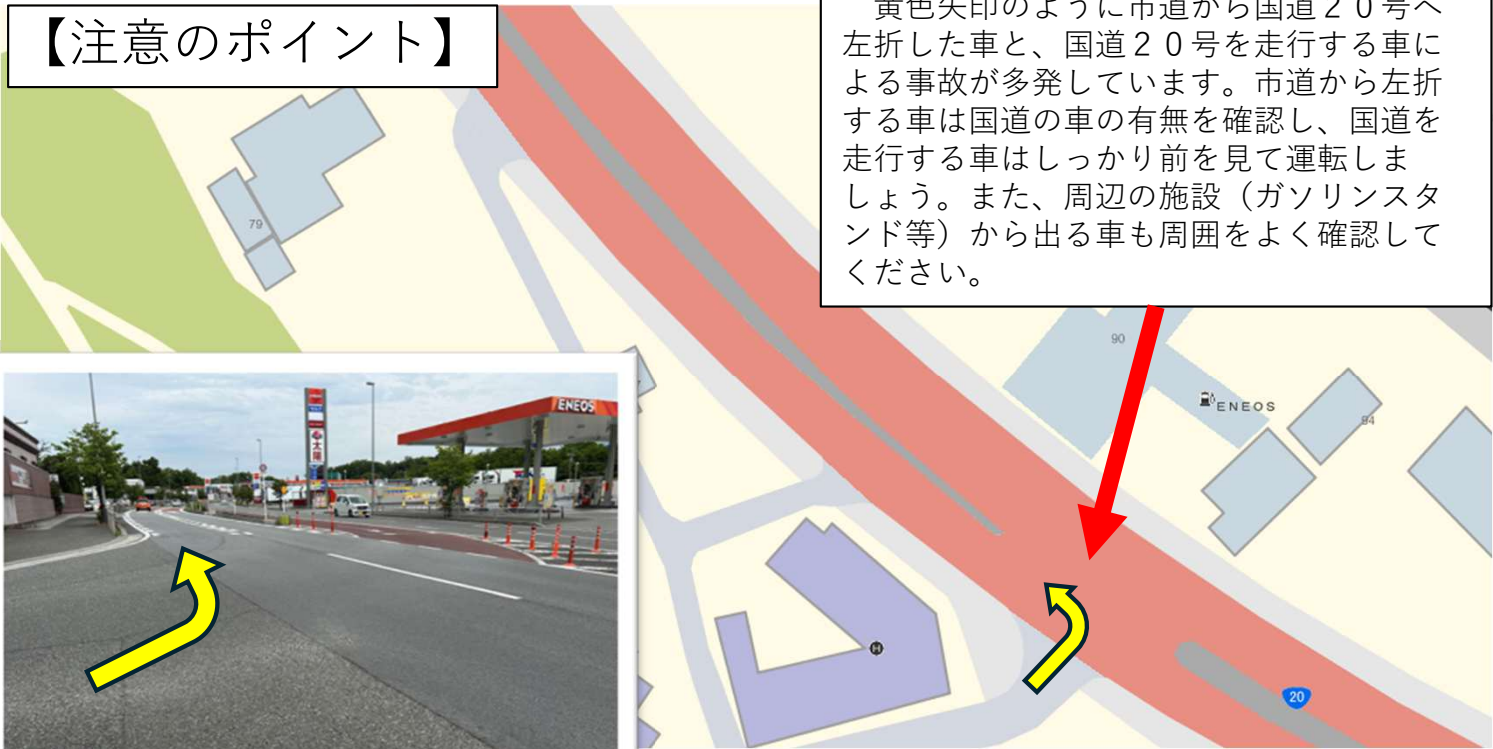 【注意のポイント】
黄色矢印のように市道から国道２０号へ
左折した車と、国道２０号を走行する車に
よる事故が多発しています。市道から左折
する車は国道の車の有無を確認し、国道を
走行する車はしっかり前を見て運転しま
しょう。また、周辺の施設（ガソリンスタ
ンド等）から出る車も周囲をよく確認して
ください。
79
90
ENEOS
94
ENEOS
太陽
H
20